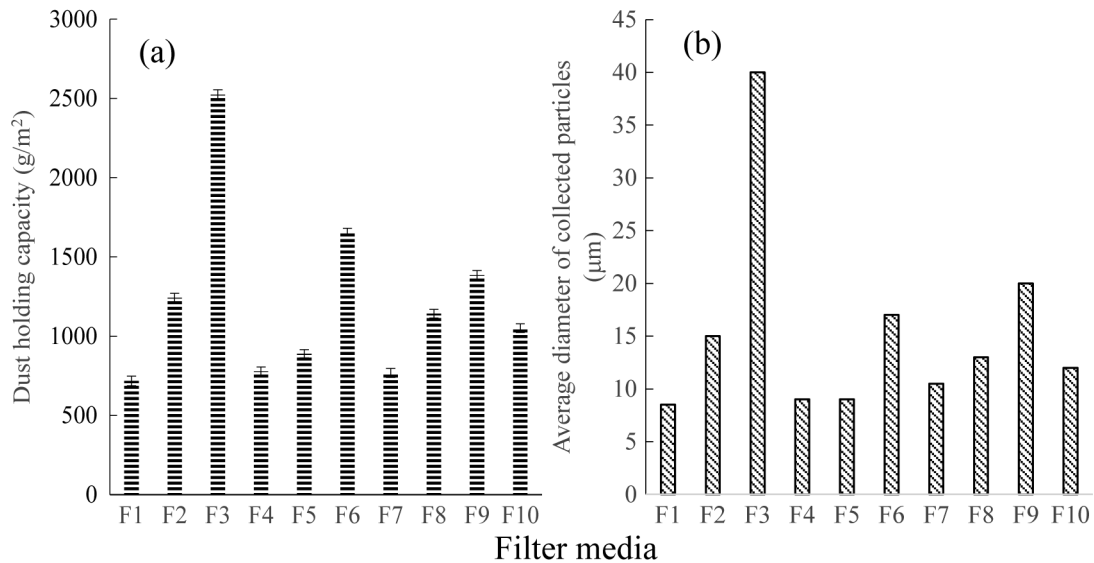 (a)
Dust holding capacity (g/m²)
3000
2500
2000
1500
1000
500
0
F1 F2 F3 F4 F5 F6 F7 F8 F9 F10
(b)
Average diameter of collected particles
(μm)
45
40
35
30
25
20
15
10
5
0
F1 F2 F3 F4 F5 F6 F7 F8 F9 F10
Filter media